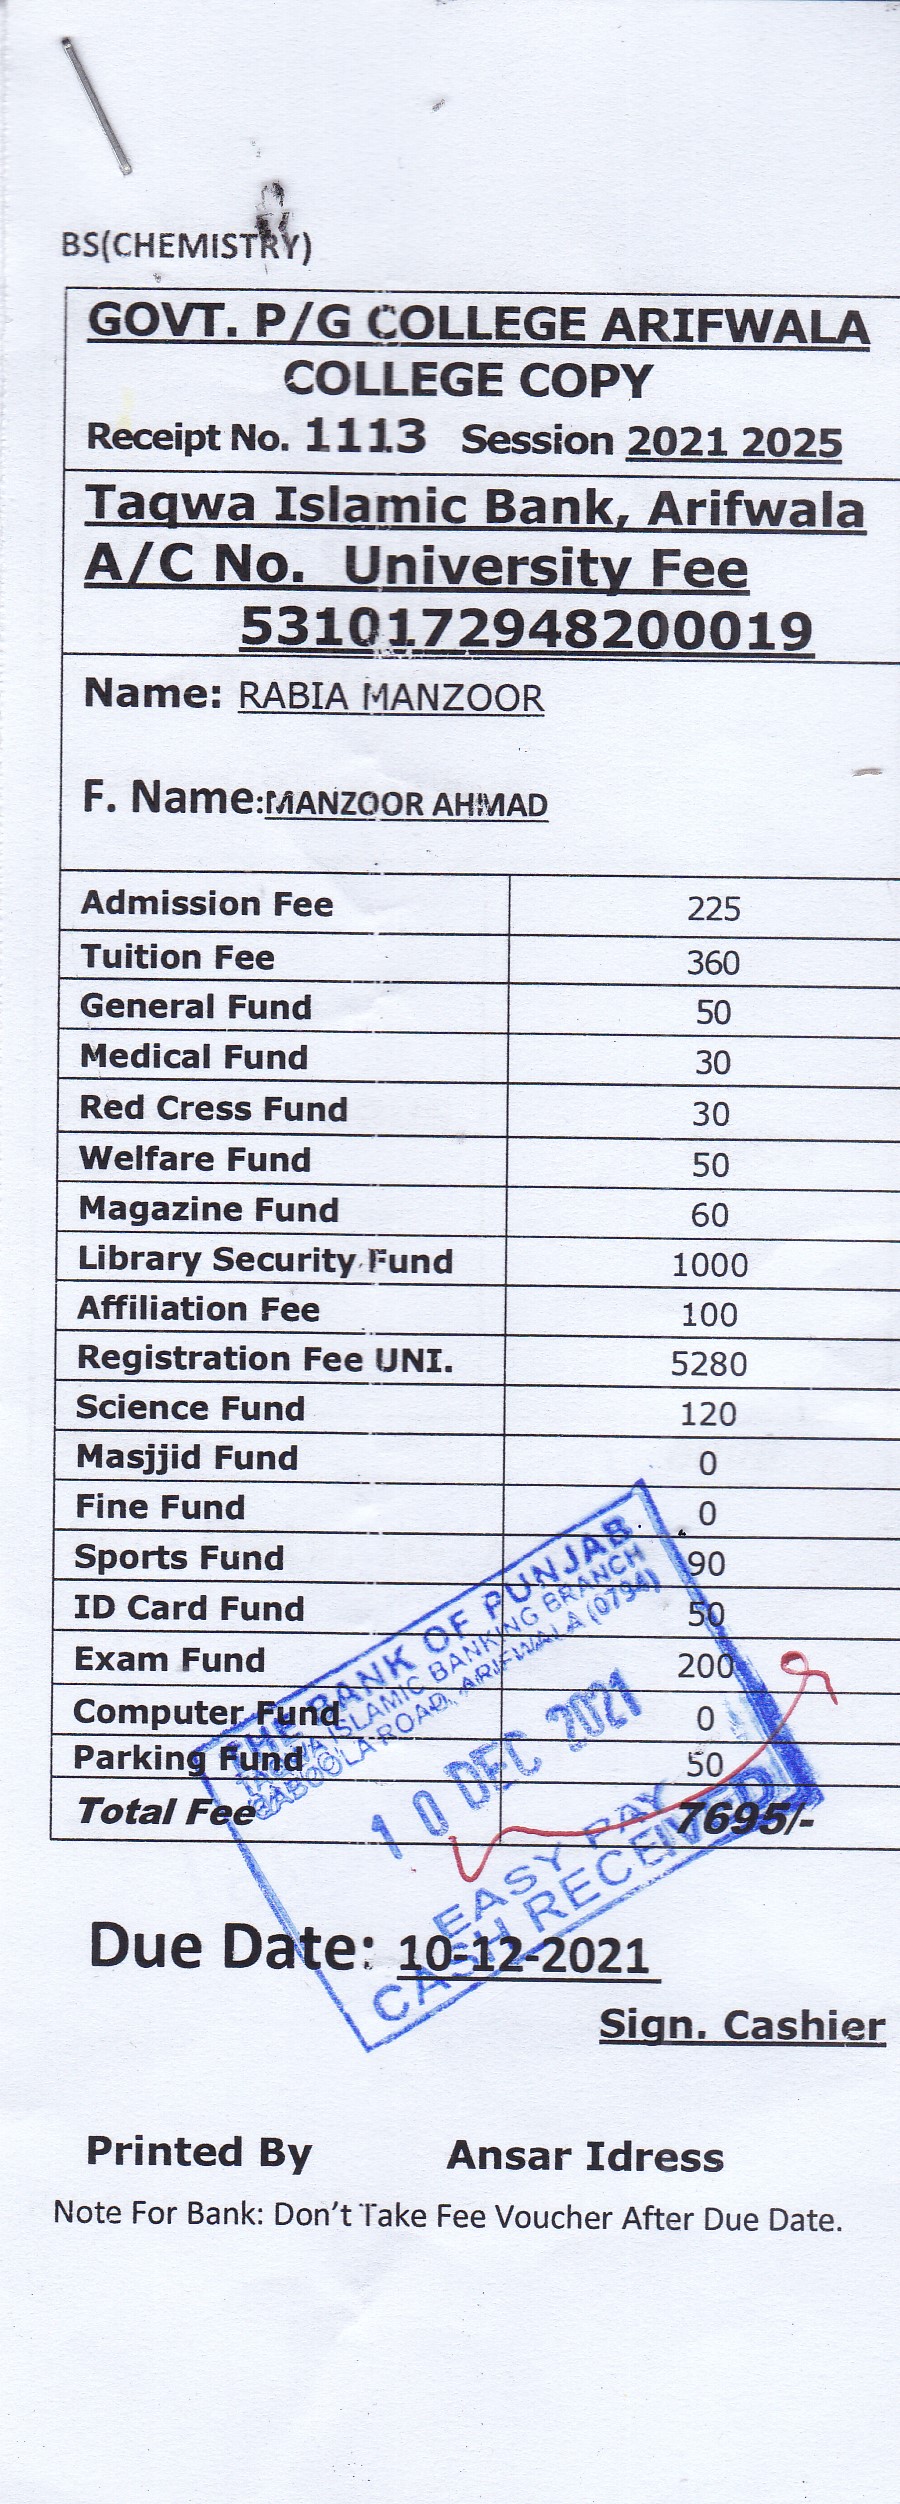 BS(CHEMISTRY)
GOVT. P/G COLLEGE ARIFWALA
COLLEGE COPY
Receipt No. 1113 Session 2021 2025
Taqwa Islamic Bank, Arifwala
A/C No. University Fee
5310172948200019
Name: RABIA MANZOOR
F. Name:MANZOOR AHMAD
Admission Fee 225
Tuition Fee 360
General Fund 50
Medical Fund 30
Red Cress Fund 30
Welfare Fund 50
Magazine Fund 60
Library Security Fund 1000
Affiliation Fee 100
Registration Fee UNI. 5280
Science Fund 120
Masjjid Fund 0
Fine Fund 0
Sports Fund 90
ID Card Fund 50
Exam Fund 200
Computer Fund 0
Parking Fund 50
Total Fee 7695/-
THE BANK OF PUNJAB
TAQWA ISLAMIC BANKING BRANCH
QABOOLA ROAD, ARIFWALA (0794)
10 DEC 2021
EASY PAY
CASH RECEIVED
Due Date: 10-12-2021
Sign. Cashier
Printed By Ansar Idress
Note For Bank: Don't Take Fee Voucher After Due Date.